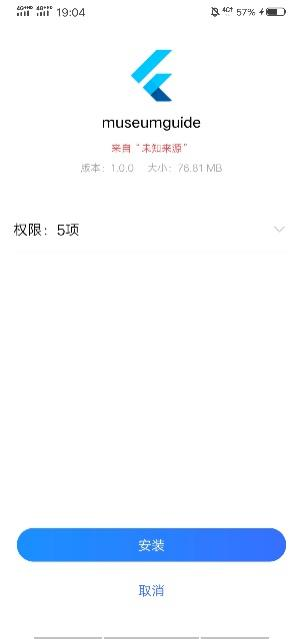 19:04 57%
museumguide
来自“未知来源”
版本：1.0.0 大小：76.81 MB
权限：5项
安装
取消